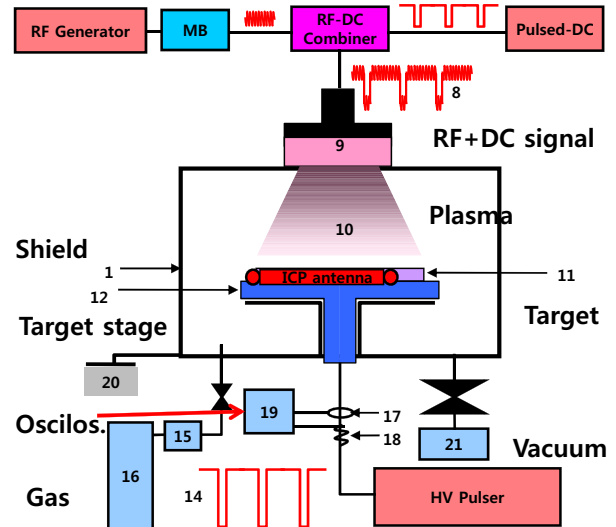 RF Generator
MB
RF-DC
Combiner
Pulsed-DC
8
9
RF+DC signal
10
Plasma
Shield
1
ICP antenna
11
12
Target stage
Target
20
Oscilos.
19
17
15
18
21
Vacuum
16
Gas
14
HV Pulser